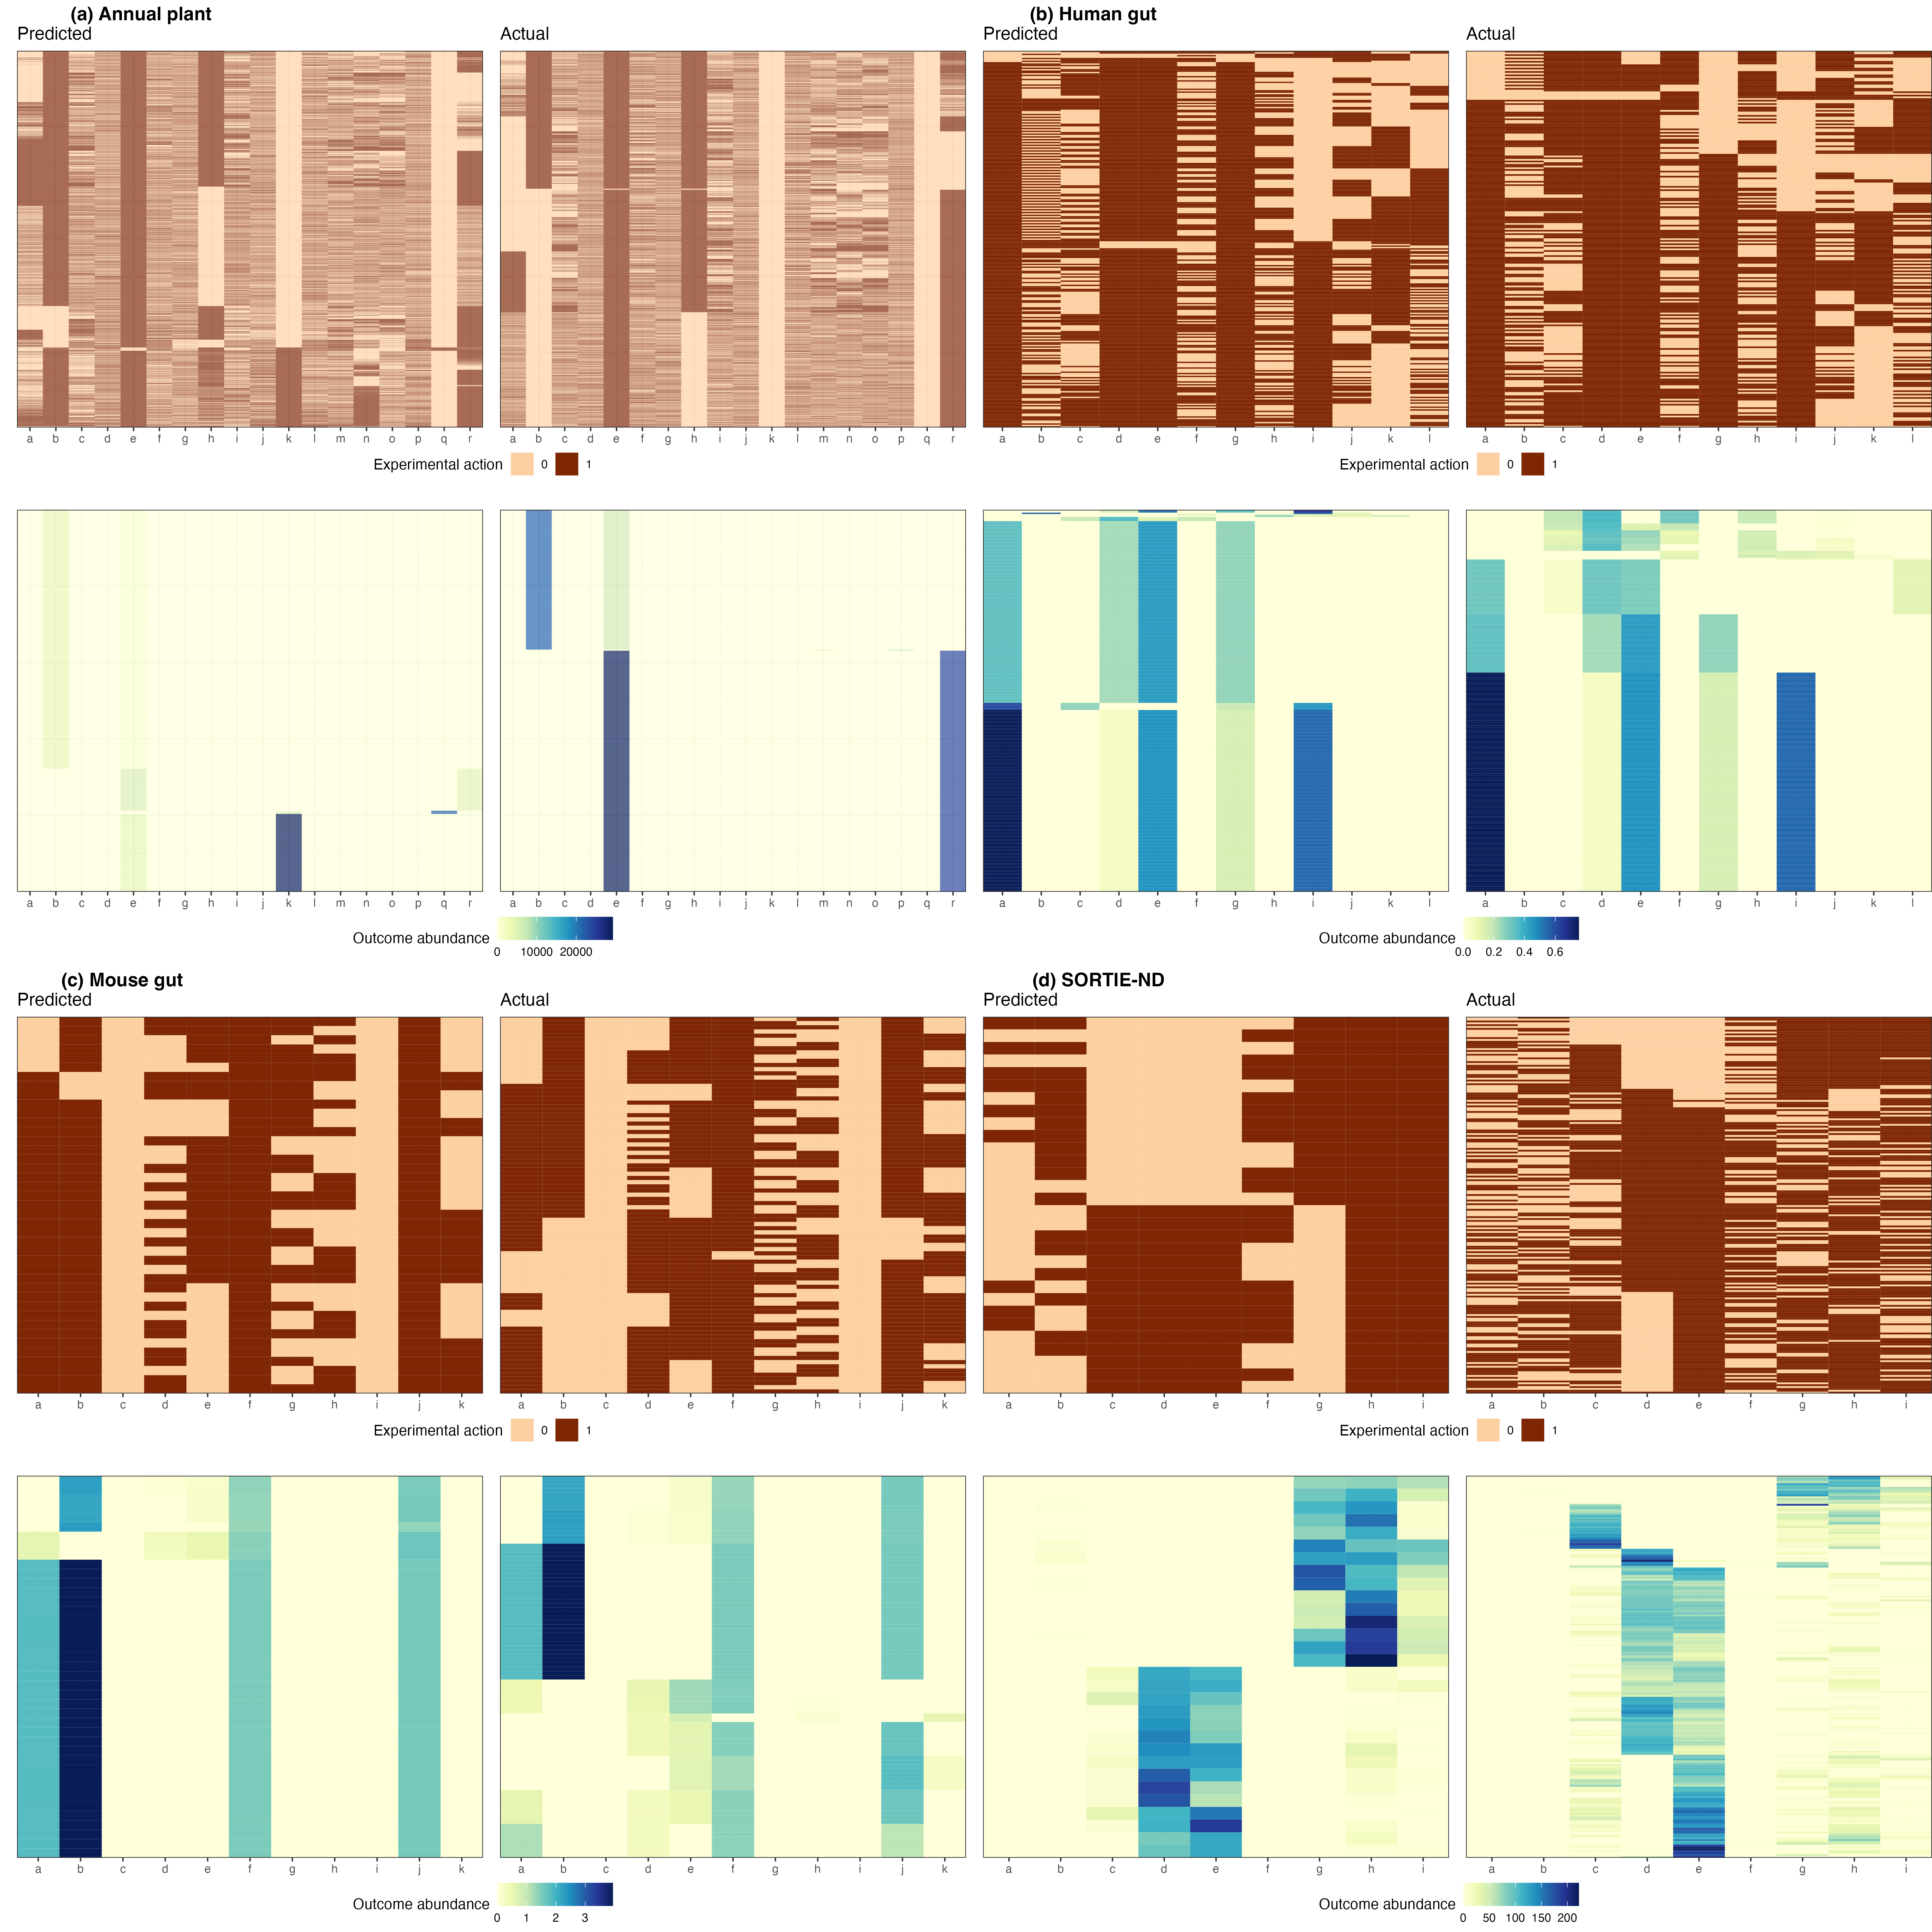 (a) Annual plant
Predicted
Actual
a b c d e f g h i j k l m n o p q r
a b c d e f g h i j k l m n o p q r
Experimental action 0 1
a b c d e f g h i j k l m n o p q r
a b c d e f g h i j k l m n o p q r
Outcome abundance
0 10000 20000
(b) Human gut
Predicted
Actual
a b c d e f g h i j k l
a b c d e f g h i j k l
Experimental action 0 1
a b c d e f g h i j k l
a b c d e f g h i j k l
Outcome abundance
0.0 0.2 0.4 0.6
(c) Mouse gut
Predicted
Actual
a b c d e f g h i j k
a b c d e f g h i j k
Experimental action 0 1
a b c d e f g h i j k
a b c d e f g h i j k
Outcome abundance
0 1 2 3
(d) SORTIE-ND
Predicted
Actual
a b c d e f g h i
a b c d e f g h i
Experimental action 0 1
a b c d e f g h i
a b c d e f g h i
Outcome abundance
0 50 100 150 200